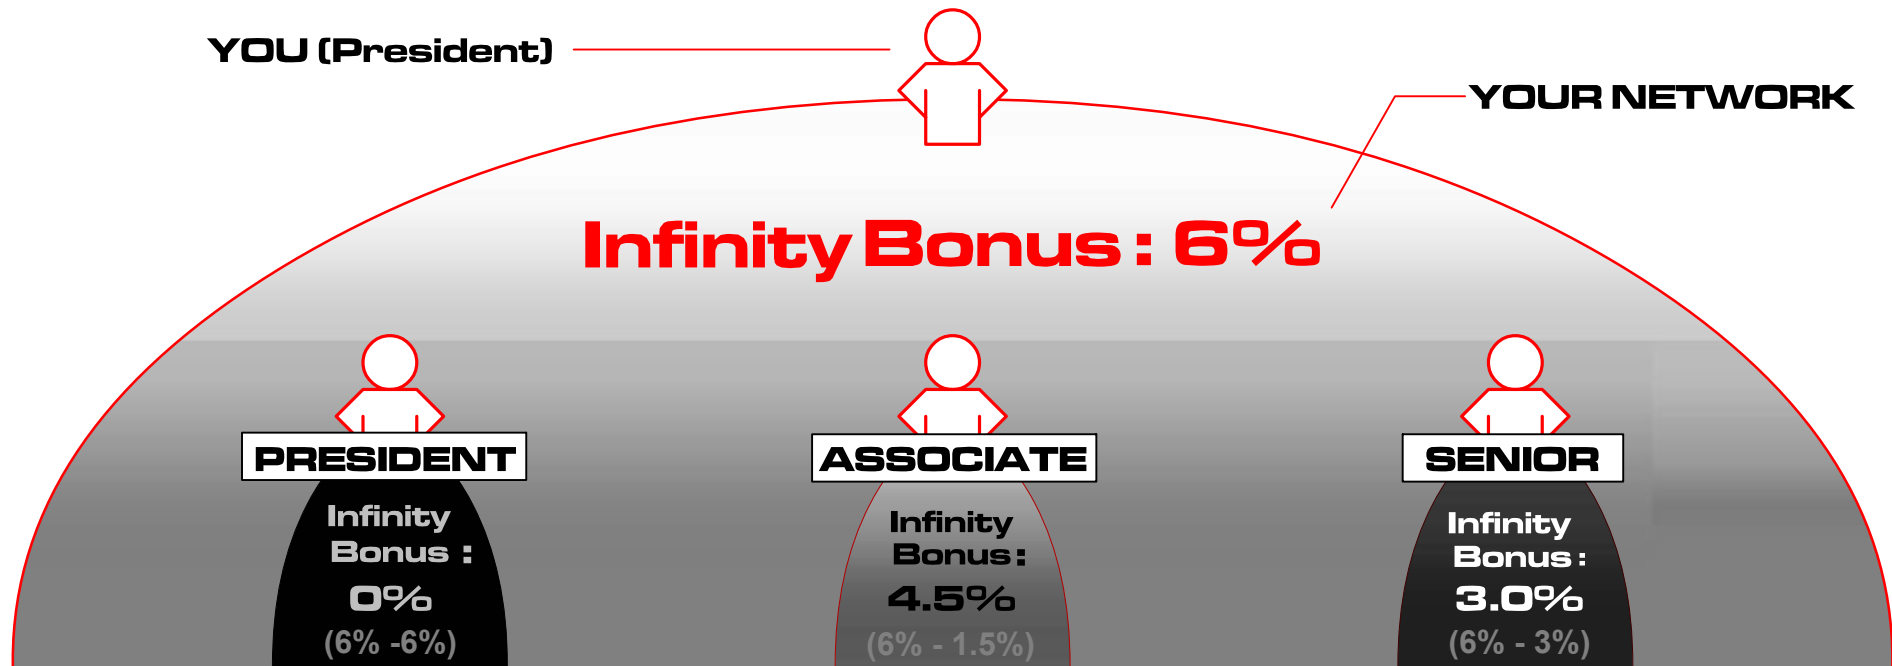 YOU (President)
YOUR NETWORK
Infinity Bonus : 6%
PRESIDENT
Infinity
Bonus :
0%
(6% -6%)
ASSOCIATE
Infinity
Bonus :
4.5%
(6% - 1.5%)
SENIOR
Infinity
Bonus :
3.0%
(6% - 3%)